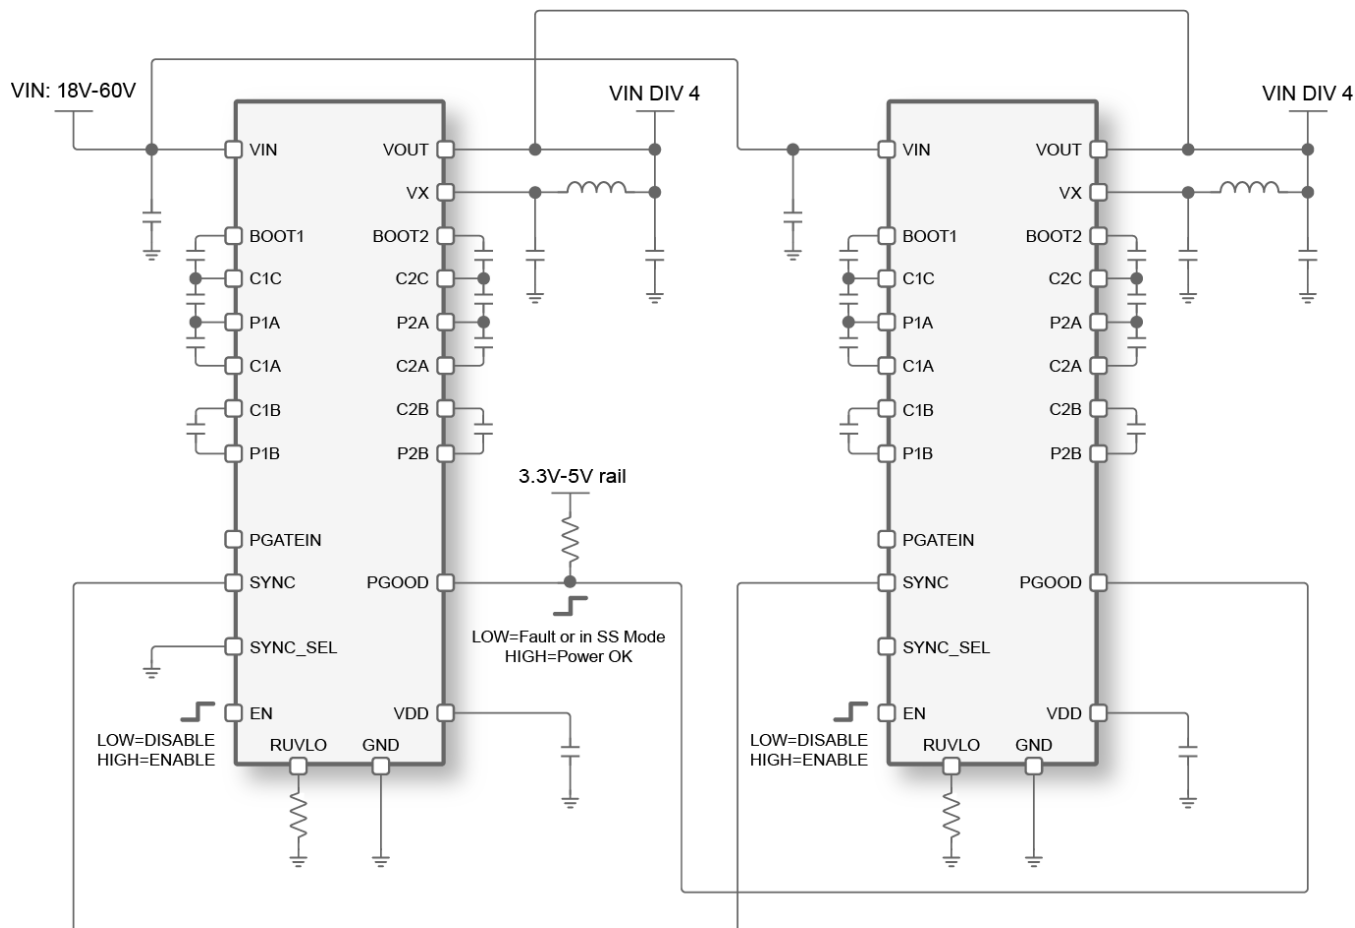 VIN: 18V-60V
VIN DIV 4
VIN DIV 4
VIN
VOUT
VX
BOOT1
BOOT2
C1C
C2C
P1A
P2A
C1A
C2A
C1B
C2B
P1B
P2B
3.3V-5V rail
PGATEIN
SYNC
PGOOD
LOW=Fault or in SS Mode
HIGH=Power OK
SYNC_SEL
EN
VDD
LOW=DISABLE
HIGH=ENABLE
RUVLO
GND
VIN
VOUT
VX
BOOT1
BOOT2
C1C
C2C
P1A
P2A
C1A
C2A
C1B
C2B
P1B
P2B
PGATEIN
SYNC
PGOOD
SYNC_SEL
EN
VDD
LOW=DISABLE
HIGH=ENABLE
RUVLO
GND